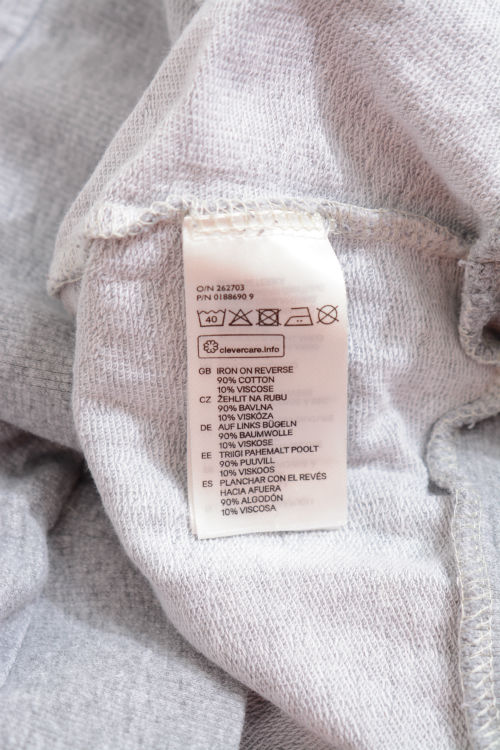 O/N 262703
P/N 0188690 9
40
clevercare.info
GB IRON ON REVERSE
90% COTTON
10% VISCOSE
CZ ŽEHLIT NA RUBU
90% BAVLNA
10% VISKÓZA
DE AUF LINKS BÜGELN
90% BAUMWOLLE
10% VISKOSE
EE TRIIGI PAHEMALT POOLT
90% PUUVILL
10% VISKOOS
ES PLANCHAR CON EL REVÉS
HACIA AFUERA
90% ALGODÓN
10% VISCOSA